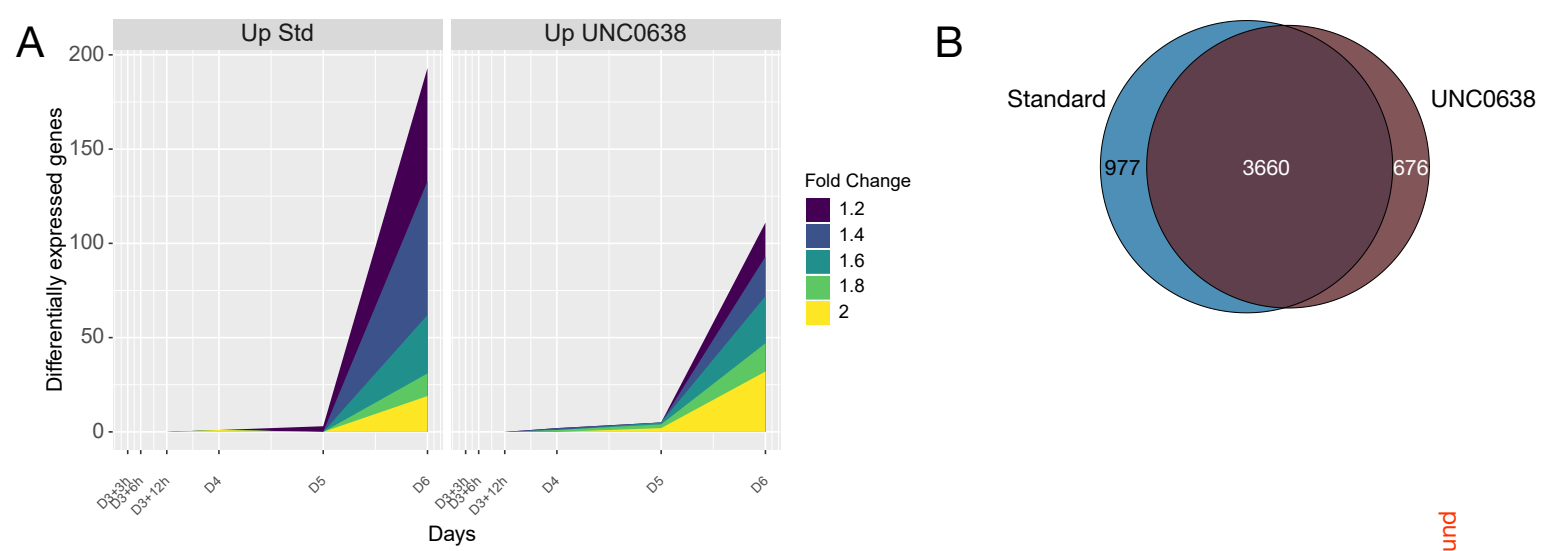 A
Up Std
Up UNC0638
200
150
100
50
0
Differentially expressed genes
D3+3h
D3+6h
D3+12h
D4
D5
D6
D3+3h
D3+6h
D3+12h
D4
D5
D6
Days
Fold Change
1.2
1.4
1.6
1.8
2
B
Standard
UNC0638
977
3660
676
und